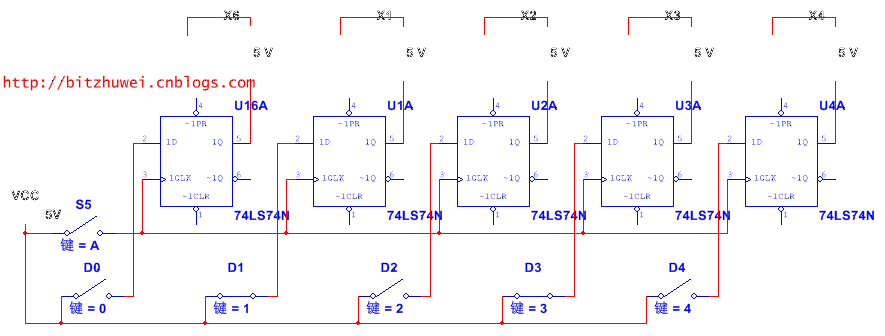 X6 X1 X2 X3 X4
5 V 5 V 5 V 5 V 5 V
http://bitzhuwei.cnblogs.com
U16A U1A U2A U3A U4A
4 4 4 4 4
~1PR ~1PR ~1PR ~1PR ~1PR
2 1D 1Q 5 2 1D 1Q 5 2 1D 1Q 5 2 1D 1Q 5 2 1D 1Q 5
3 1CLK ~1Q 6 3 1CLK ~1Q 6 3 1CLK ~1Q 6 3 1CLK ~1Q 6 3 1CLK ~1Q 6
~1CLR ~1CLR ~1CLR ~1CLR ~1CLR
1 1 1 1 1
74LS74N 74LS74N 74LS74N 74LS74N 74LS74N
VCC
5V
S5
键 = A
D0 D1 D2 D3 D4
键 = 0 键 = 1 键 = 2 键 = 3 键 = 4